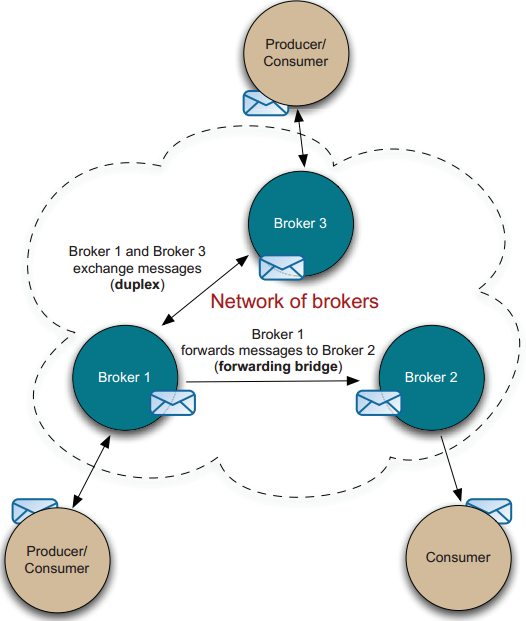 Producer/
Consumer
Broker 3
Broker 1 and Broker 3
exchange messages
(duplex)
Network of brokers
Broker 1
forwards messages to Broker 2
(forwarding bridge)
Broker 1
Broker 2
Producer/
Consumer
Consumer